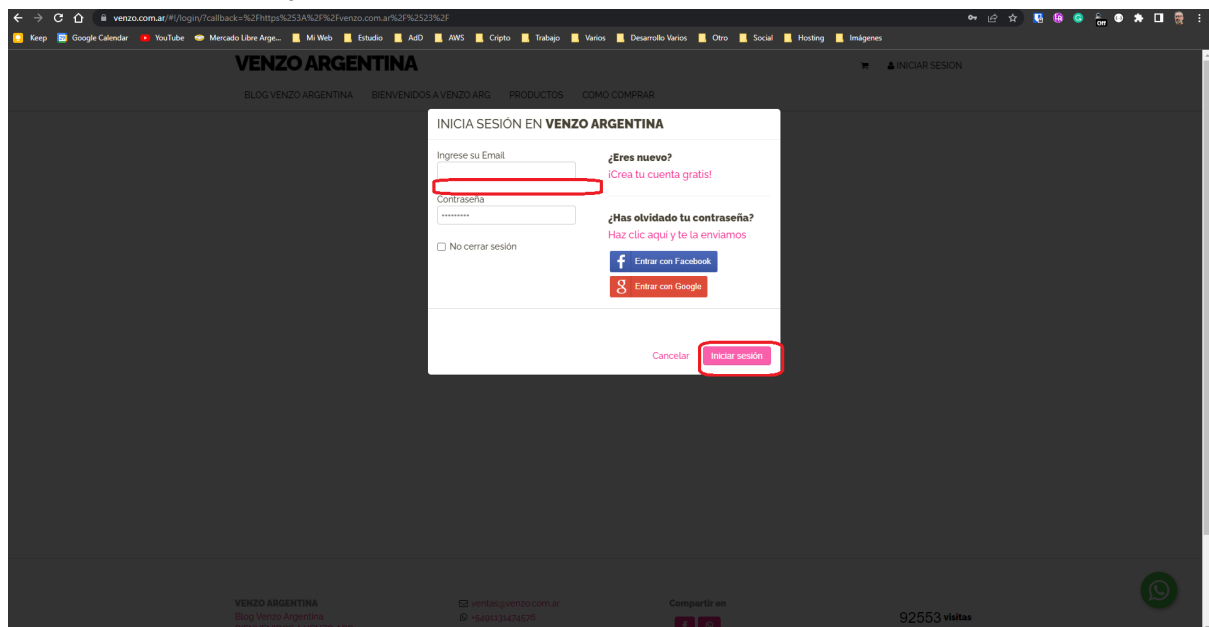 venzo.com.ar/#!/login/?callback=%2Fhttps%253A%2F%2Fvenzo.com.ar%2F%2523%2F
Keep Google Calendar YouTube Mercado Libre Arge... Mi Web Estudio AdD AWS Cripto Trabajo Varios Desarrollo Varios Otro Social Hosting Imágenes
VENZO ARGENTINA
INICIAR SESION
BLOG VENZO ARGENTINA BIENVENIDOS A VENZO ARG PRODUCTOS COMO COMPRAR
INICIA SESIÓN EN VENZO ARGENTINA
Ingrese su Email
Contraseña
*********
No cerrar sesión
¿Eres nuevo?
¡Crea tu cuenta gratis!
¿Has olvidado tu contraseña?
Haz clic aquí y te la enviamos
f Entrar con Facebook
8 Entrar con Google
Cancelar Iniciar sesión
VENZO ARGENTINA
Blog Venzo Argentina
ventas@venzo.com.ar
+5491131474576
Compartir en
92553 visitas